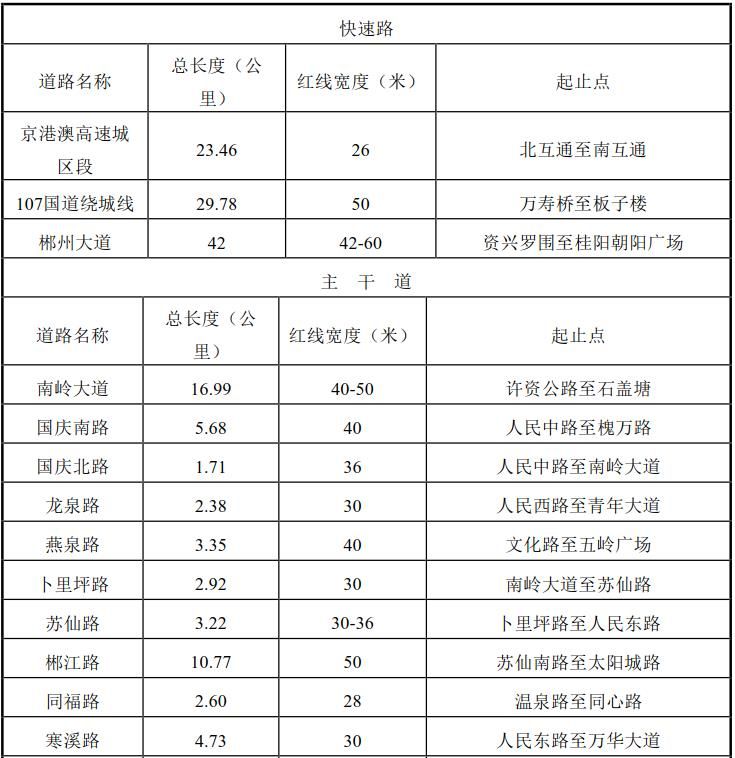 快速路
道路名称 总长度（公里） 红线宽度（米） 起止点
京港澳高速城区段 23.46 26 北互通至南互通
107国道绕城线 29.78 50 万寿桥至板子楼
郴州大道 42 42-60 资兴罗围至桂阳朝阳广场
主 干 道
道路名称 总长度（公里） 红线宽度（米） 起止点
南岭大道 16.99 40-50 许资公路至石盖塘
国庆南路 5.68 40 人民中路至槐万路
国庆北路 1.71 36 人民中路至南岭大道
龙泉路 2.38 30 人民西路至青年大道
燕泉路 3.35 40 文化路至五岭广场
卜里坪路 2.92 30 南岭大道至苏仙路
苏仙路 3.22 30-36 卜里坪路至人民东路
郴江路 10.77 50 苏仙南路至太阳城路
同福路 2.60 28 温泉路至同心路
寒溪路 4.73 30 人民东路至万华大道